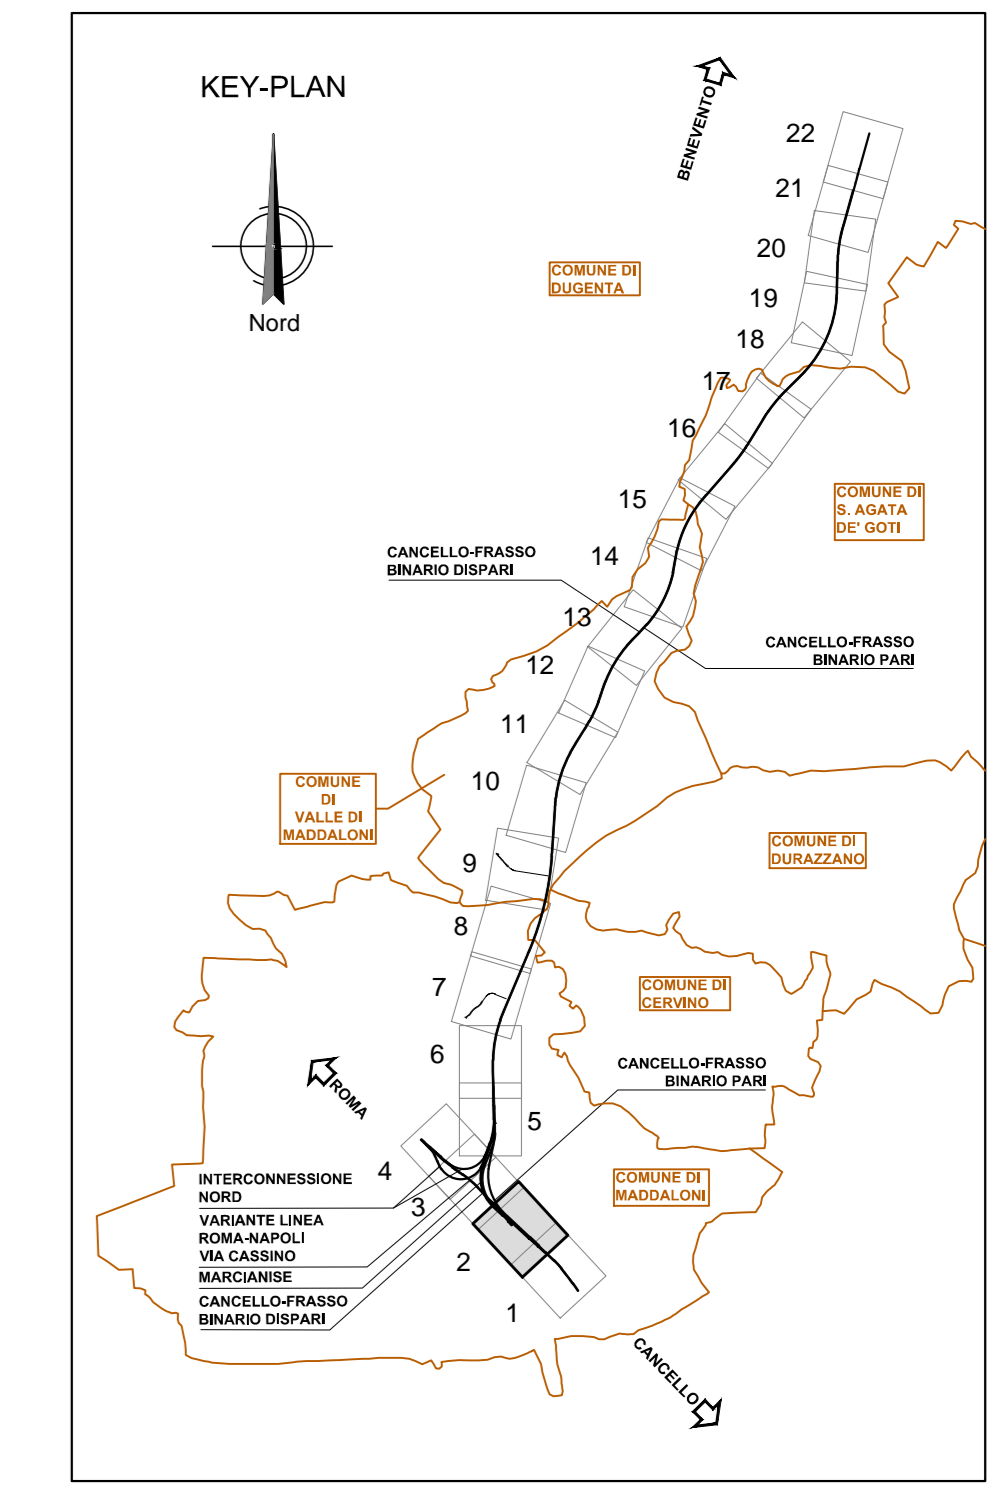 KEY-PLAN
BENEVENTO
22
21
20
19
18
17
16
15
14
13
12
11
10
9
8
7
6
5
4
3
2
1
Nord
COMUNE DI
DUGENTA
COMUNE DI
S. AGATA
DE' GOTI
CANCELLO-FRASSO
BINARIO DISPARI
CANCELLO-FRASSO
BINARIO PARI
COMUNE
DI
VALLE DI
MADDALONI
COMUNE DI
DURAZZANO
COMUNE DI
CERVINO
ROMA
CANCELLO-FRASSO
BINARIO PARI
COMUNE DI
MADDALONI
INTERCONNESSIONE
NORD
VARIANTE LINEA
ROMA-NAPOLI
VIA CASSINO
MARCIANISE
CANCELLO-FRASSO
BINARIO DISPARI
CANCELLO